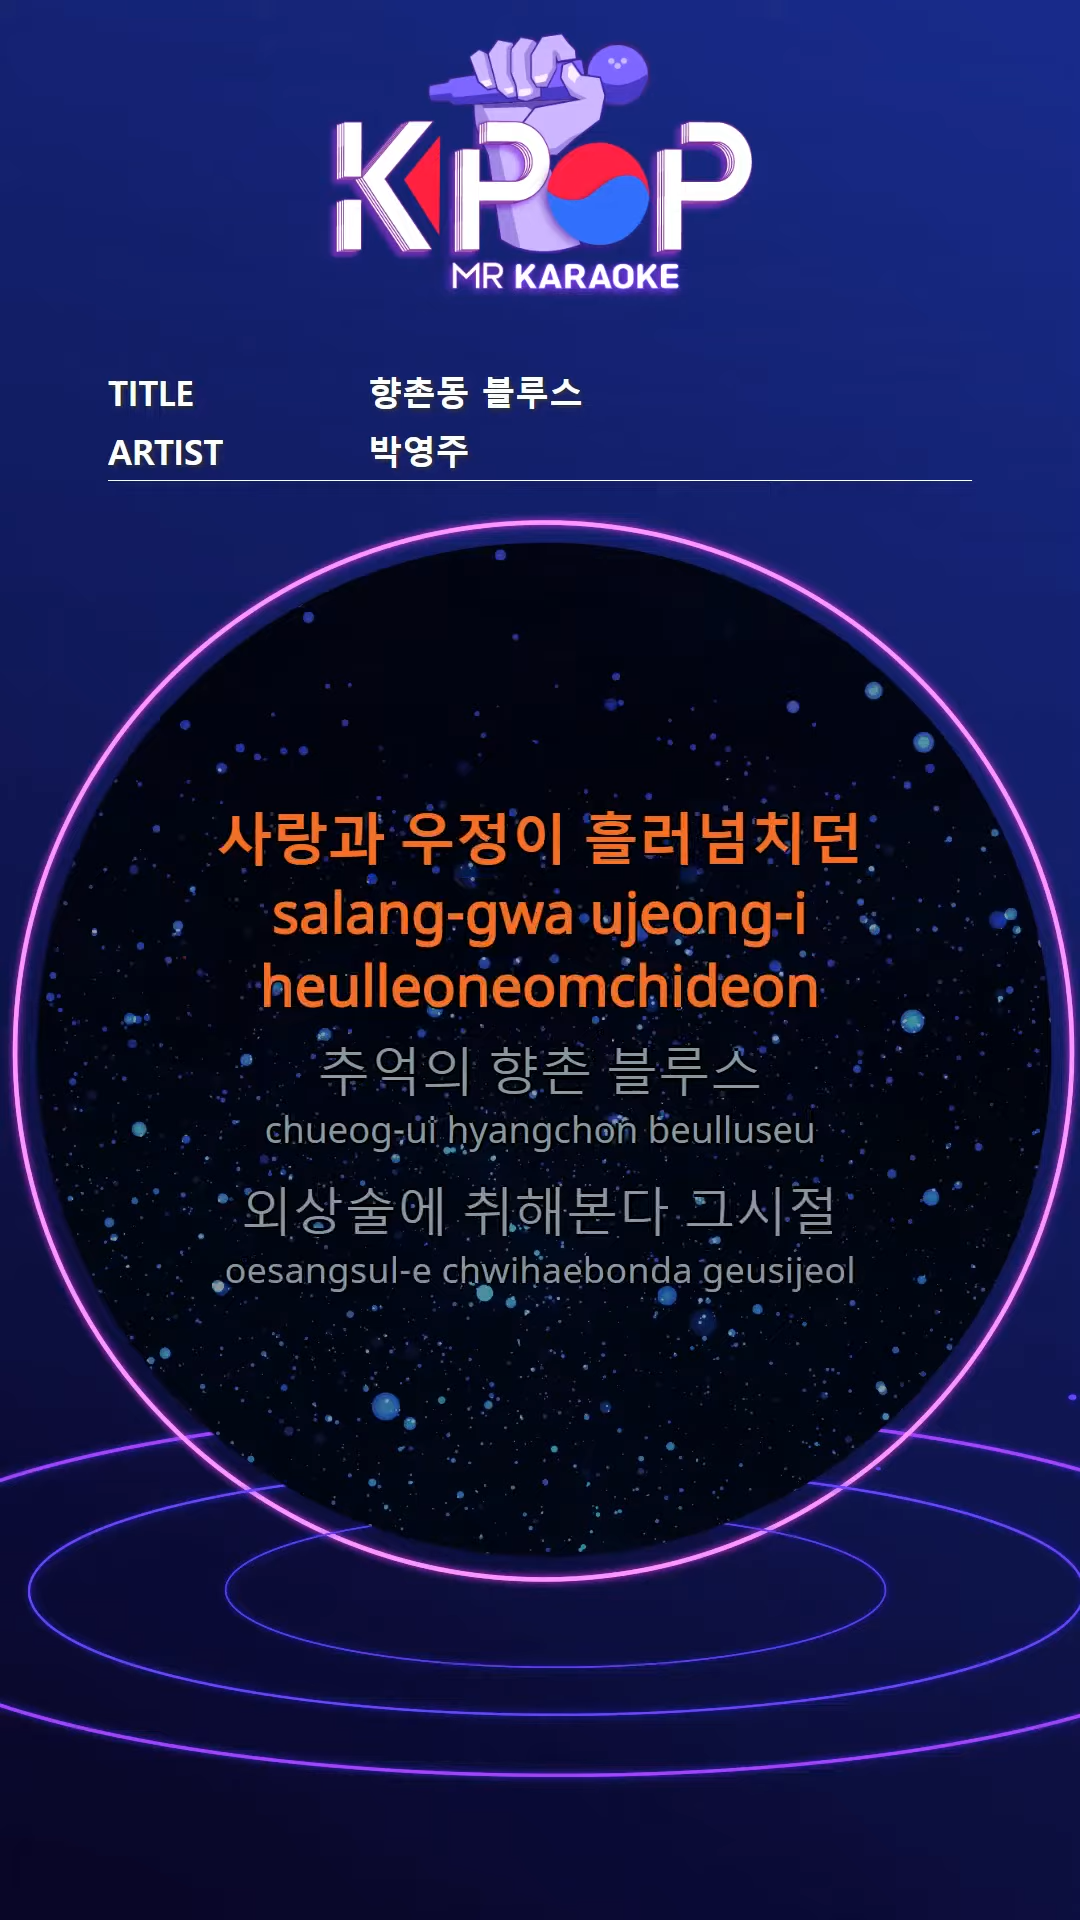 KPOP
MR KARAOKE
TITLE 향촌동 블루스
ARTIST 박영주
사랑과 우정이 흘러넘치던
salang-gwa ujeong-i
heulleoneomchideon
추억의 향촌 블루스
chueog-ui hyangchon beulluseu
외상술에 취해본다 그시절
oesangsul-e chwihaebonda geusijeol